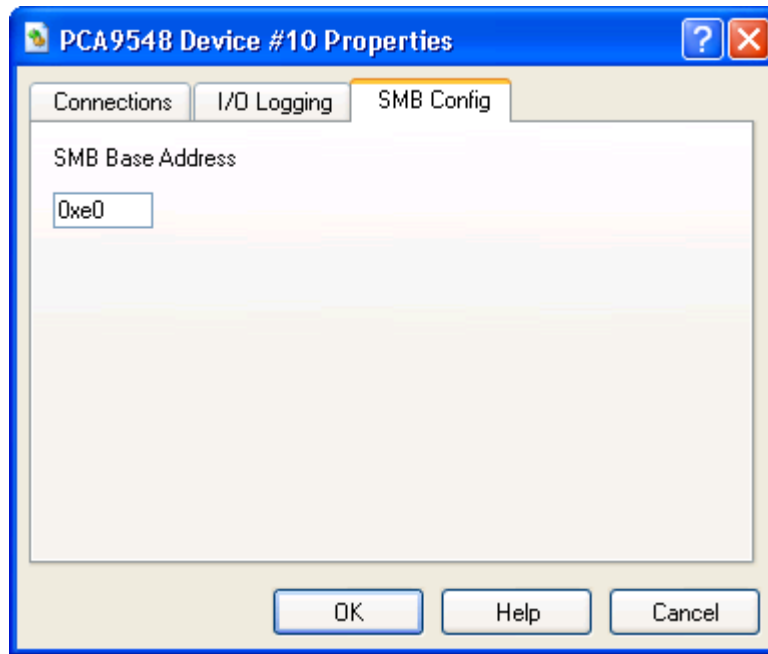 PCA9548 Device #10 Properties
Connections I/O Logging SMB Config
SMB Base Address
0xe0
OK Help Cancel